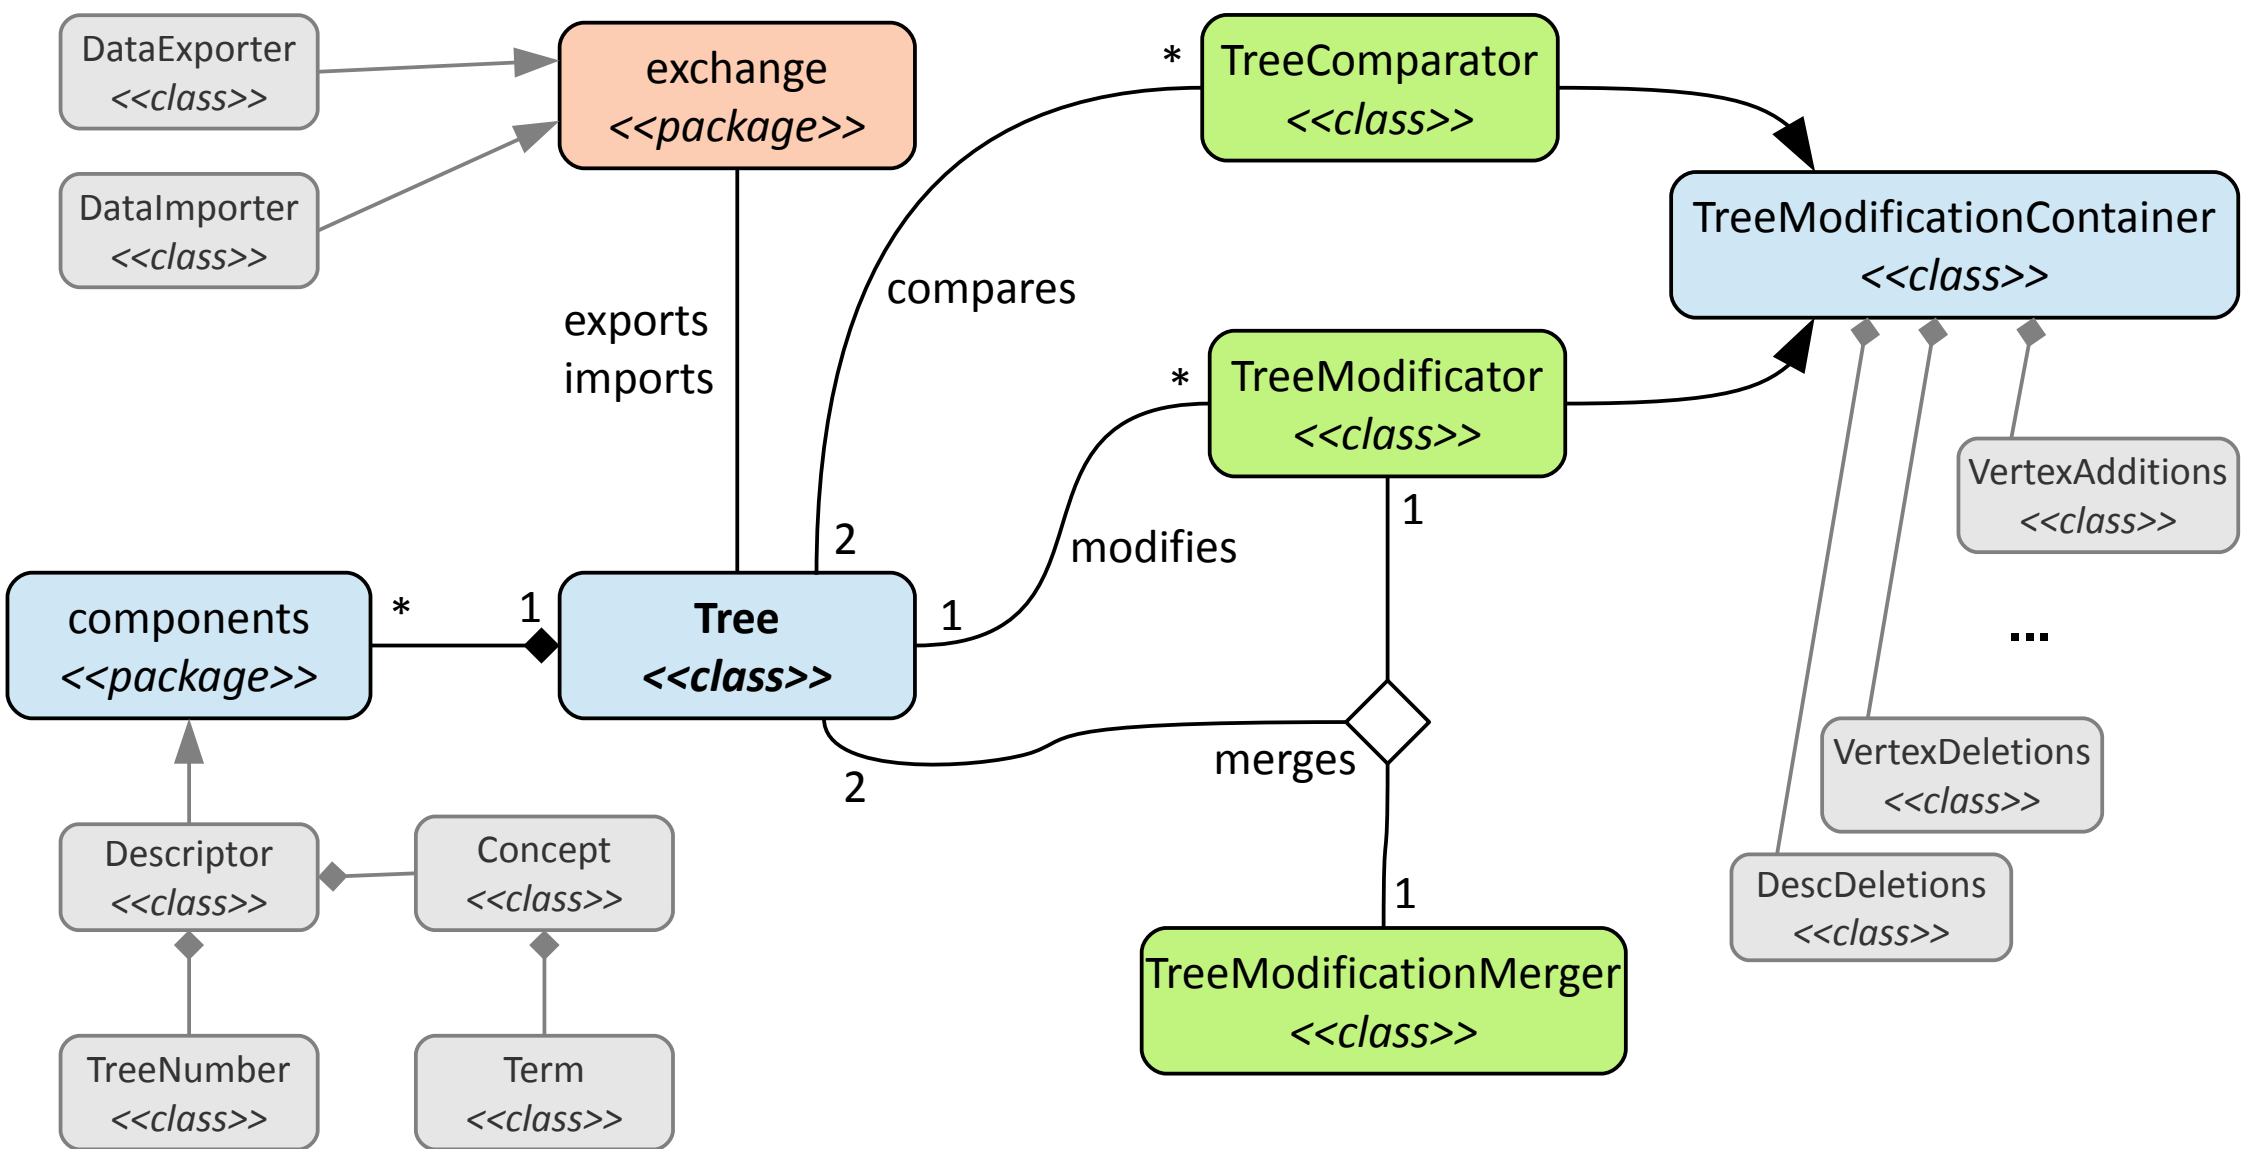 DataExporter
<<class>>
exchange
<<package>>
*
TreeComparator
<<class>>
DataImporter
<<class>>
TreeModificationContainer
<<class>>
exports
imports
compares
*
TreeModificator
<<class>>
1
VertexAdditions
<<class>>
2
modifies
components
<<package>>
*
1
Tree
<<class>>
1
...
2
merges
VertexDeletions
<<class>>
Descriptor
<<class>>
Concept
<<class>>
1
DescDeletions
<<class>>
TreeModificationMerger
<<class>>
TreeNumber
<<class>>
Term
<<class>>